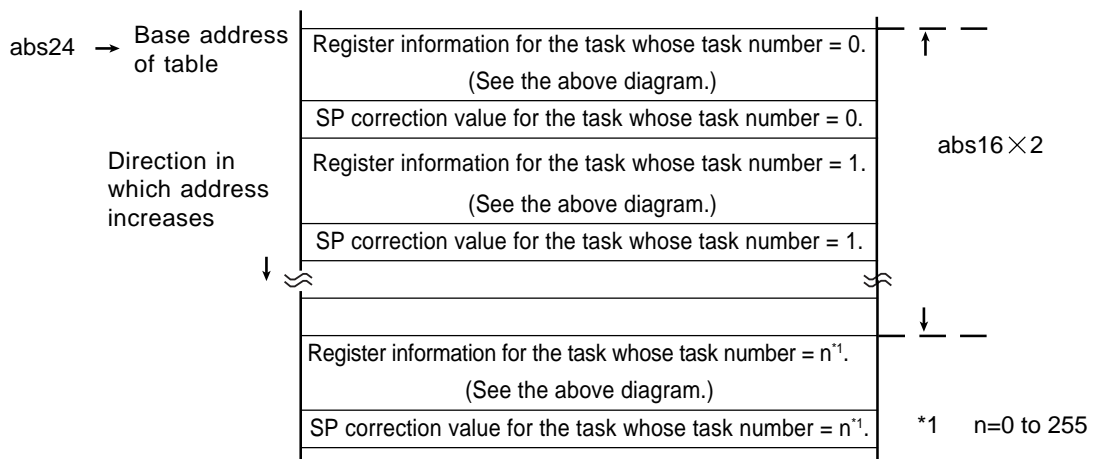 abs24 → Base address
of table
Register information for the task whose task number = 0.
(See the above diagram.)
SP correction value for the task whose task number = 0.
abs16×2
Direction in
which address
increases
Register information for the task whose task number = 1.
(See the above diagram.)
SP correction value for the task whose task number = 1.
Register information for the task whose task number = n*1.
(See the above diagram.)
SP correction value for the task whose task number = n*1.
*1 n=0 to 255